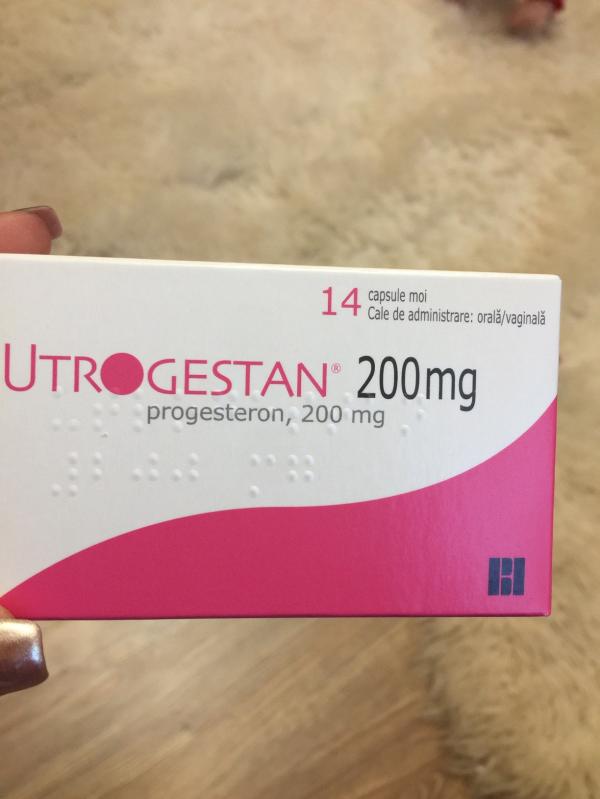 14 capsule moi
Cale de administrare: orală/vaginală
UTROGESTAN® 200mg
progesteron, 200 mg